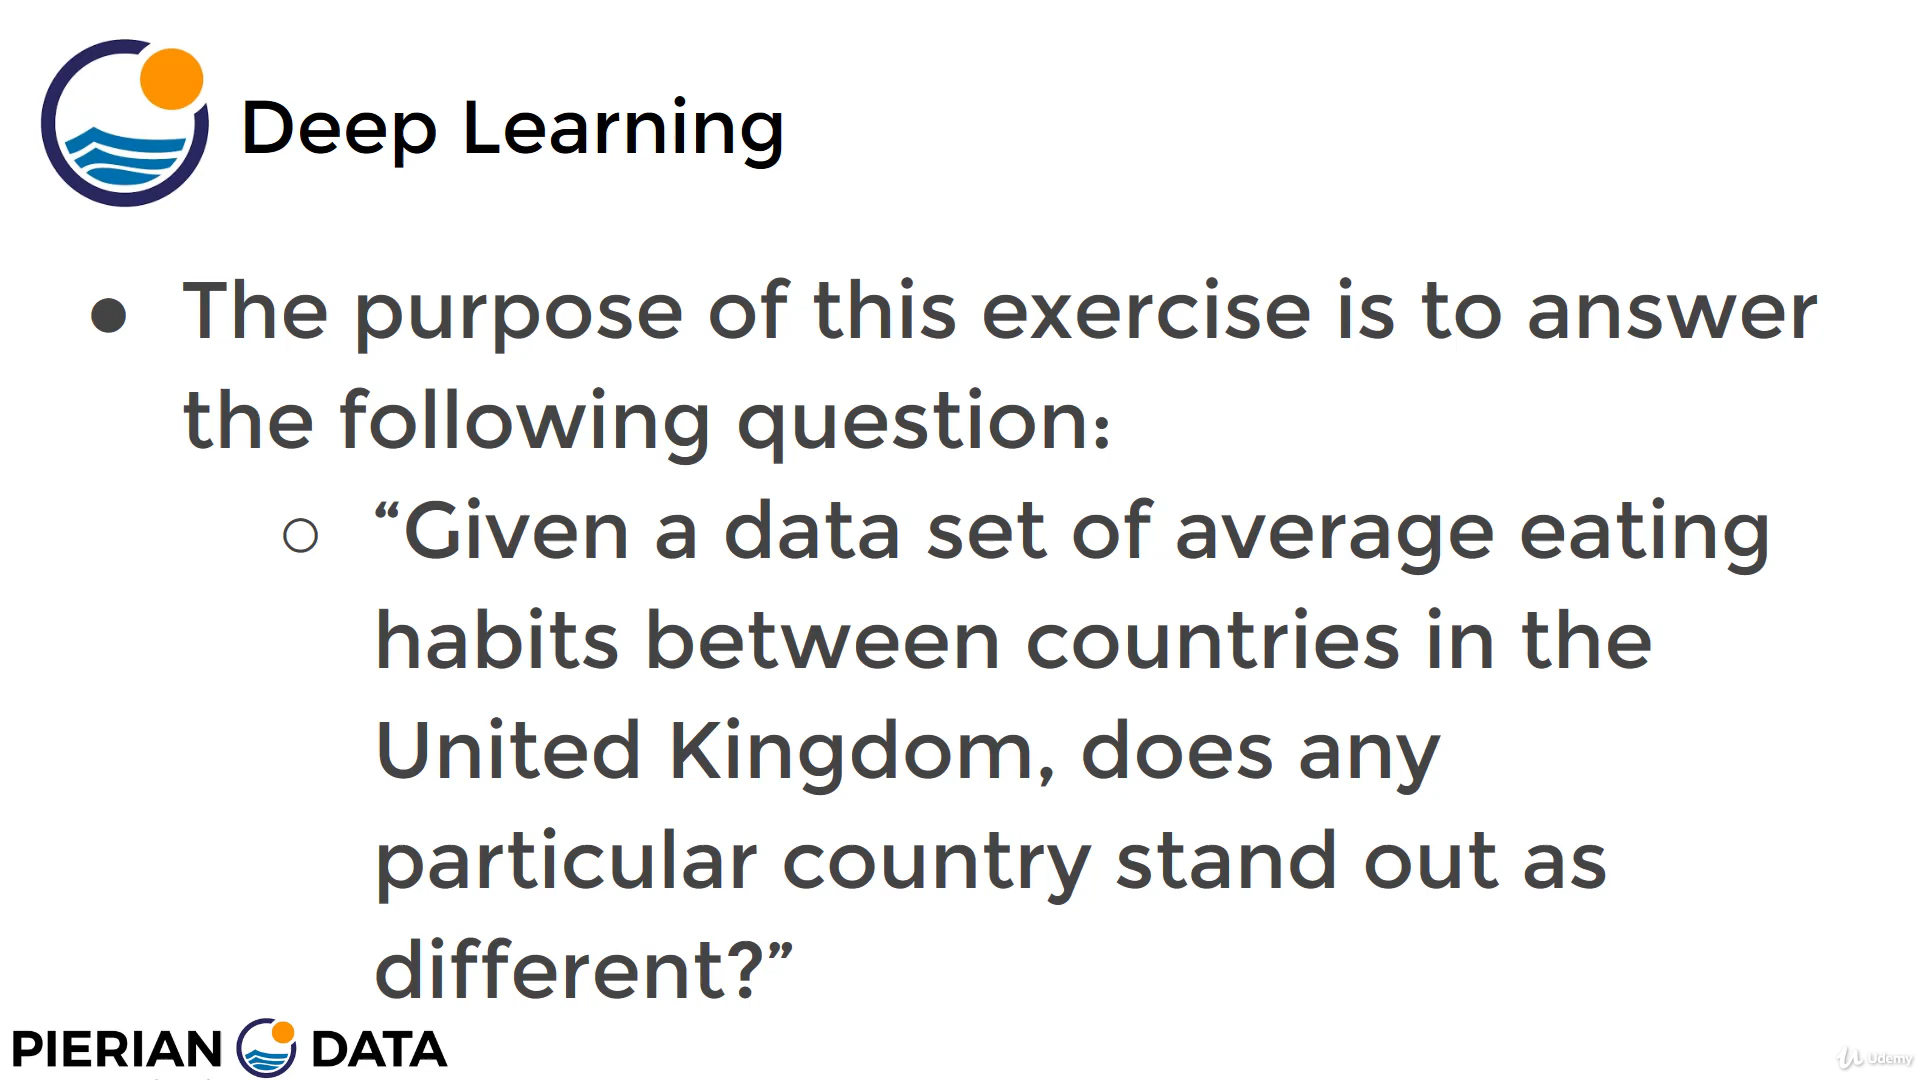 Deep Learning
● The purpose of this exercise is to answer
the following question:
○ “Given a data set of average eating
habits between countries in the
United Kingdom, does any
particular country stand out as
different?”
PIERIAN DATA
Udemy